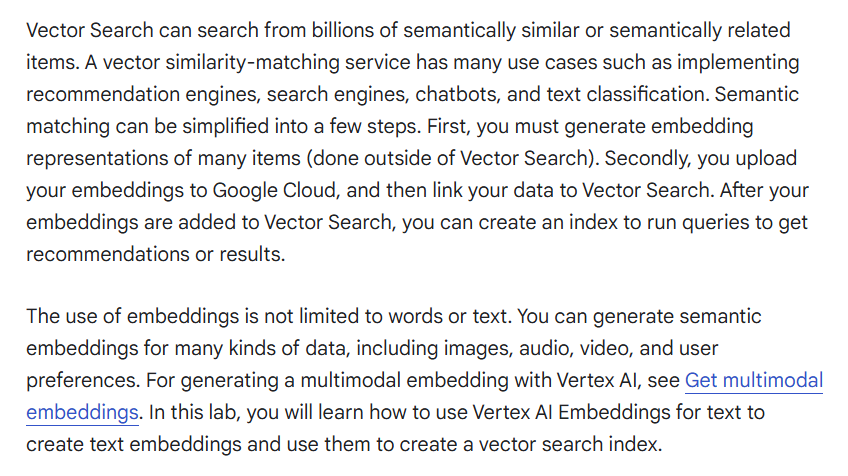 Vector Search can search from billions of semantically similar or semantically related
items. A vector similarity-matching service has many use cases such as implementing
recommendation engines, search engines, chatbots, and text classification. Semantic
matching can be simplified into a few steps. First, you must generate embedding
representations of many items (done outside of Vector Search). Secondly, you upload
your embeddings to Google Cloud, and then link your data to Vector Search. After your
embeddings are added to Vector Search, you can create an index to run queries to get
recommendations or results.
The use of embeddings is not limited to words or text. You can generate semantic
embeddings for many kinds of data, including images, audio, video, and user
preferences. For generating a multimodal embedding with Vertex AI, see Get multimodal
embeddings. In this lab, you will learn how to use Vertex AI Embeddings for text to
create text embeddings and use them to create a vector search index.